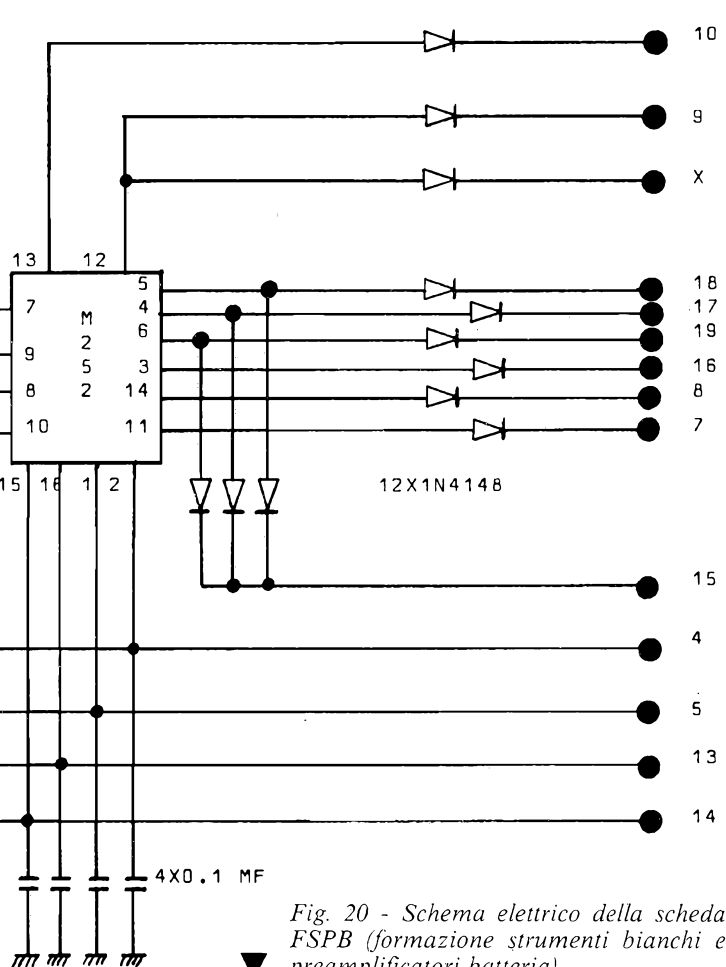 10
9
X
13 12
5 18
7 4 17
M
6 19
2
9 3 16
5
8 2 14 8
10 11 7
15 16 1 2
12X1N4148
15
4
5
13
14
4X0.1 MF
Fig. 20 - Schema elettrico della scheda
FSPB (formazione strumenti bianchi e
preamplificatori batteria)